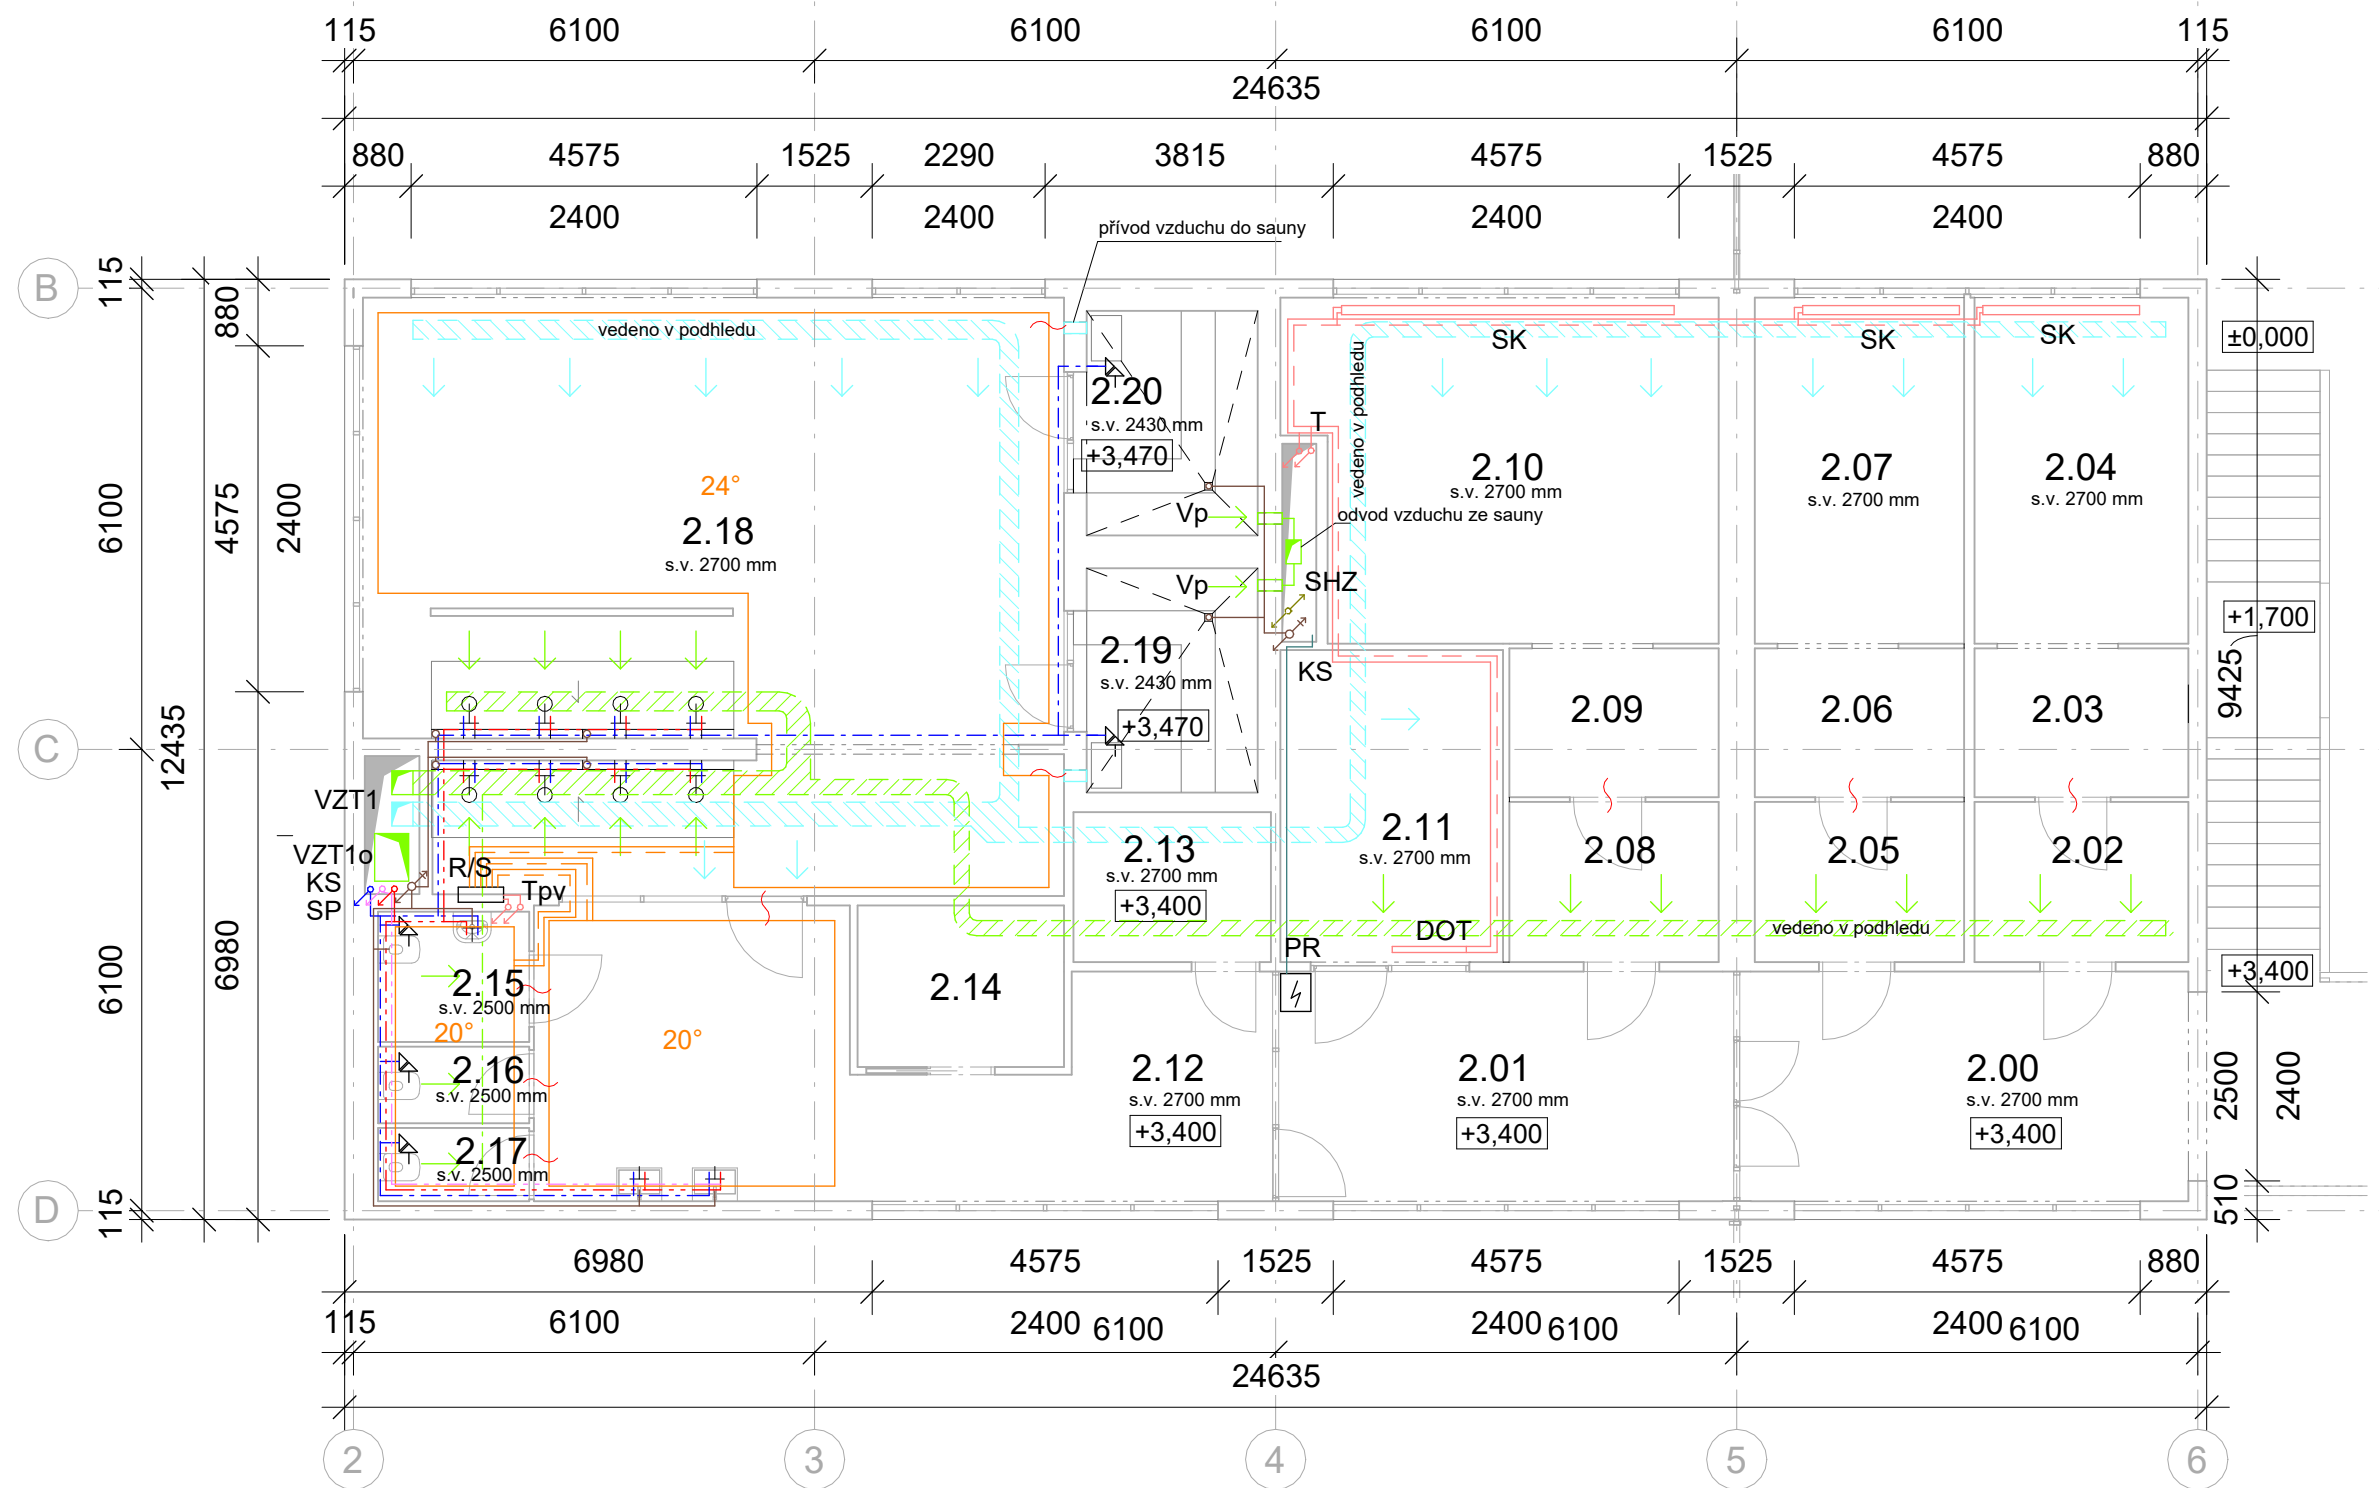 115 6100 6100 6100 6100 115
24635
880 4575 1525 2290 3815 4575 1525 4575 880
2400 2400 2400 2400
přívod vzduchu do sauny
B
115
880
vedeno v podhledu
SK
SK
SK
±0,000
2.20
s.v. 2430 mm
+3,470
T
vedeno v podhledu
2.10
s.v. 2700 mm
2.07
s.v. 2700 mm
2.04
s.v. 2700 mm
24°
2.18
s.v. 2700 mm
6100
4575
2400
Vp
odvod vzduchu ze sauny
Vp
SHZ
+1,700
2.19
s.v. 2430 mm
+3,470
KS
2.09
2.06
2.03
9425
C
12435
VZT1
VZT1o
KS
SP
R/S
Tpv
2.13
s.v. 2700 mm
+3,400
2.11
s.v. 2700 mm
2.08
2.05
2.02
DOT
vedeno v podhledu
PR
+3,400
6100
6980
2.15
s.v. 2500 mm
20°
20°
2.14
2.16
s.v. 2500 mm
2.17
s.v. 2500 mm
2.12
s.v. 2700 mm
+3,400
2.01
s.v. 2700 mm
+3,400
2.00
s.v. 2700 mm
+3,400
2500
2400
D
115
510
6980 4575 1525 4575 1525 4575 880
115 6100 2400 6100 2400 6100 2400 6100
24635
2 3 4 5 6